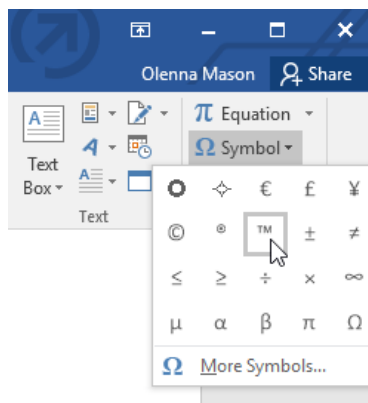 Olenna Mason Share
π Equation
Ω Symbol
Text
Box
Text
€ £ ¥
© ® ™ ± ≠
≤ ≥ ÷ × ∞
µ α β π Ω
Ω More Symbols...